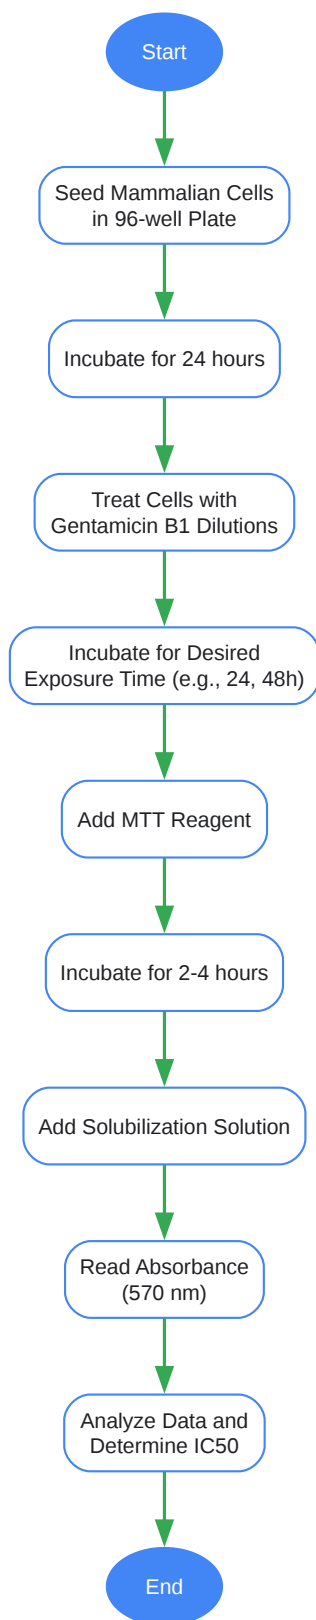 Start
Seed Mammalian Cells
in 96-well Plate
Incubate for 24 hours
Treat Cells with
Gentamicin B1 Dilutions
Incubate for Desired
Exposure Time (e.g., 24, 48h)
Add MTT Reagent
Incubate for 2-4 hours
Add Solubilization Solution
Read Absorbance
(570 nm)
Analyze Data and
Determine IC50
End